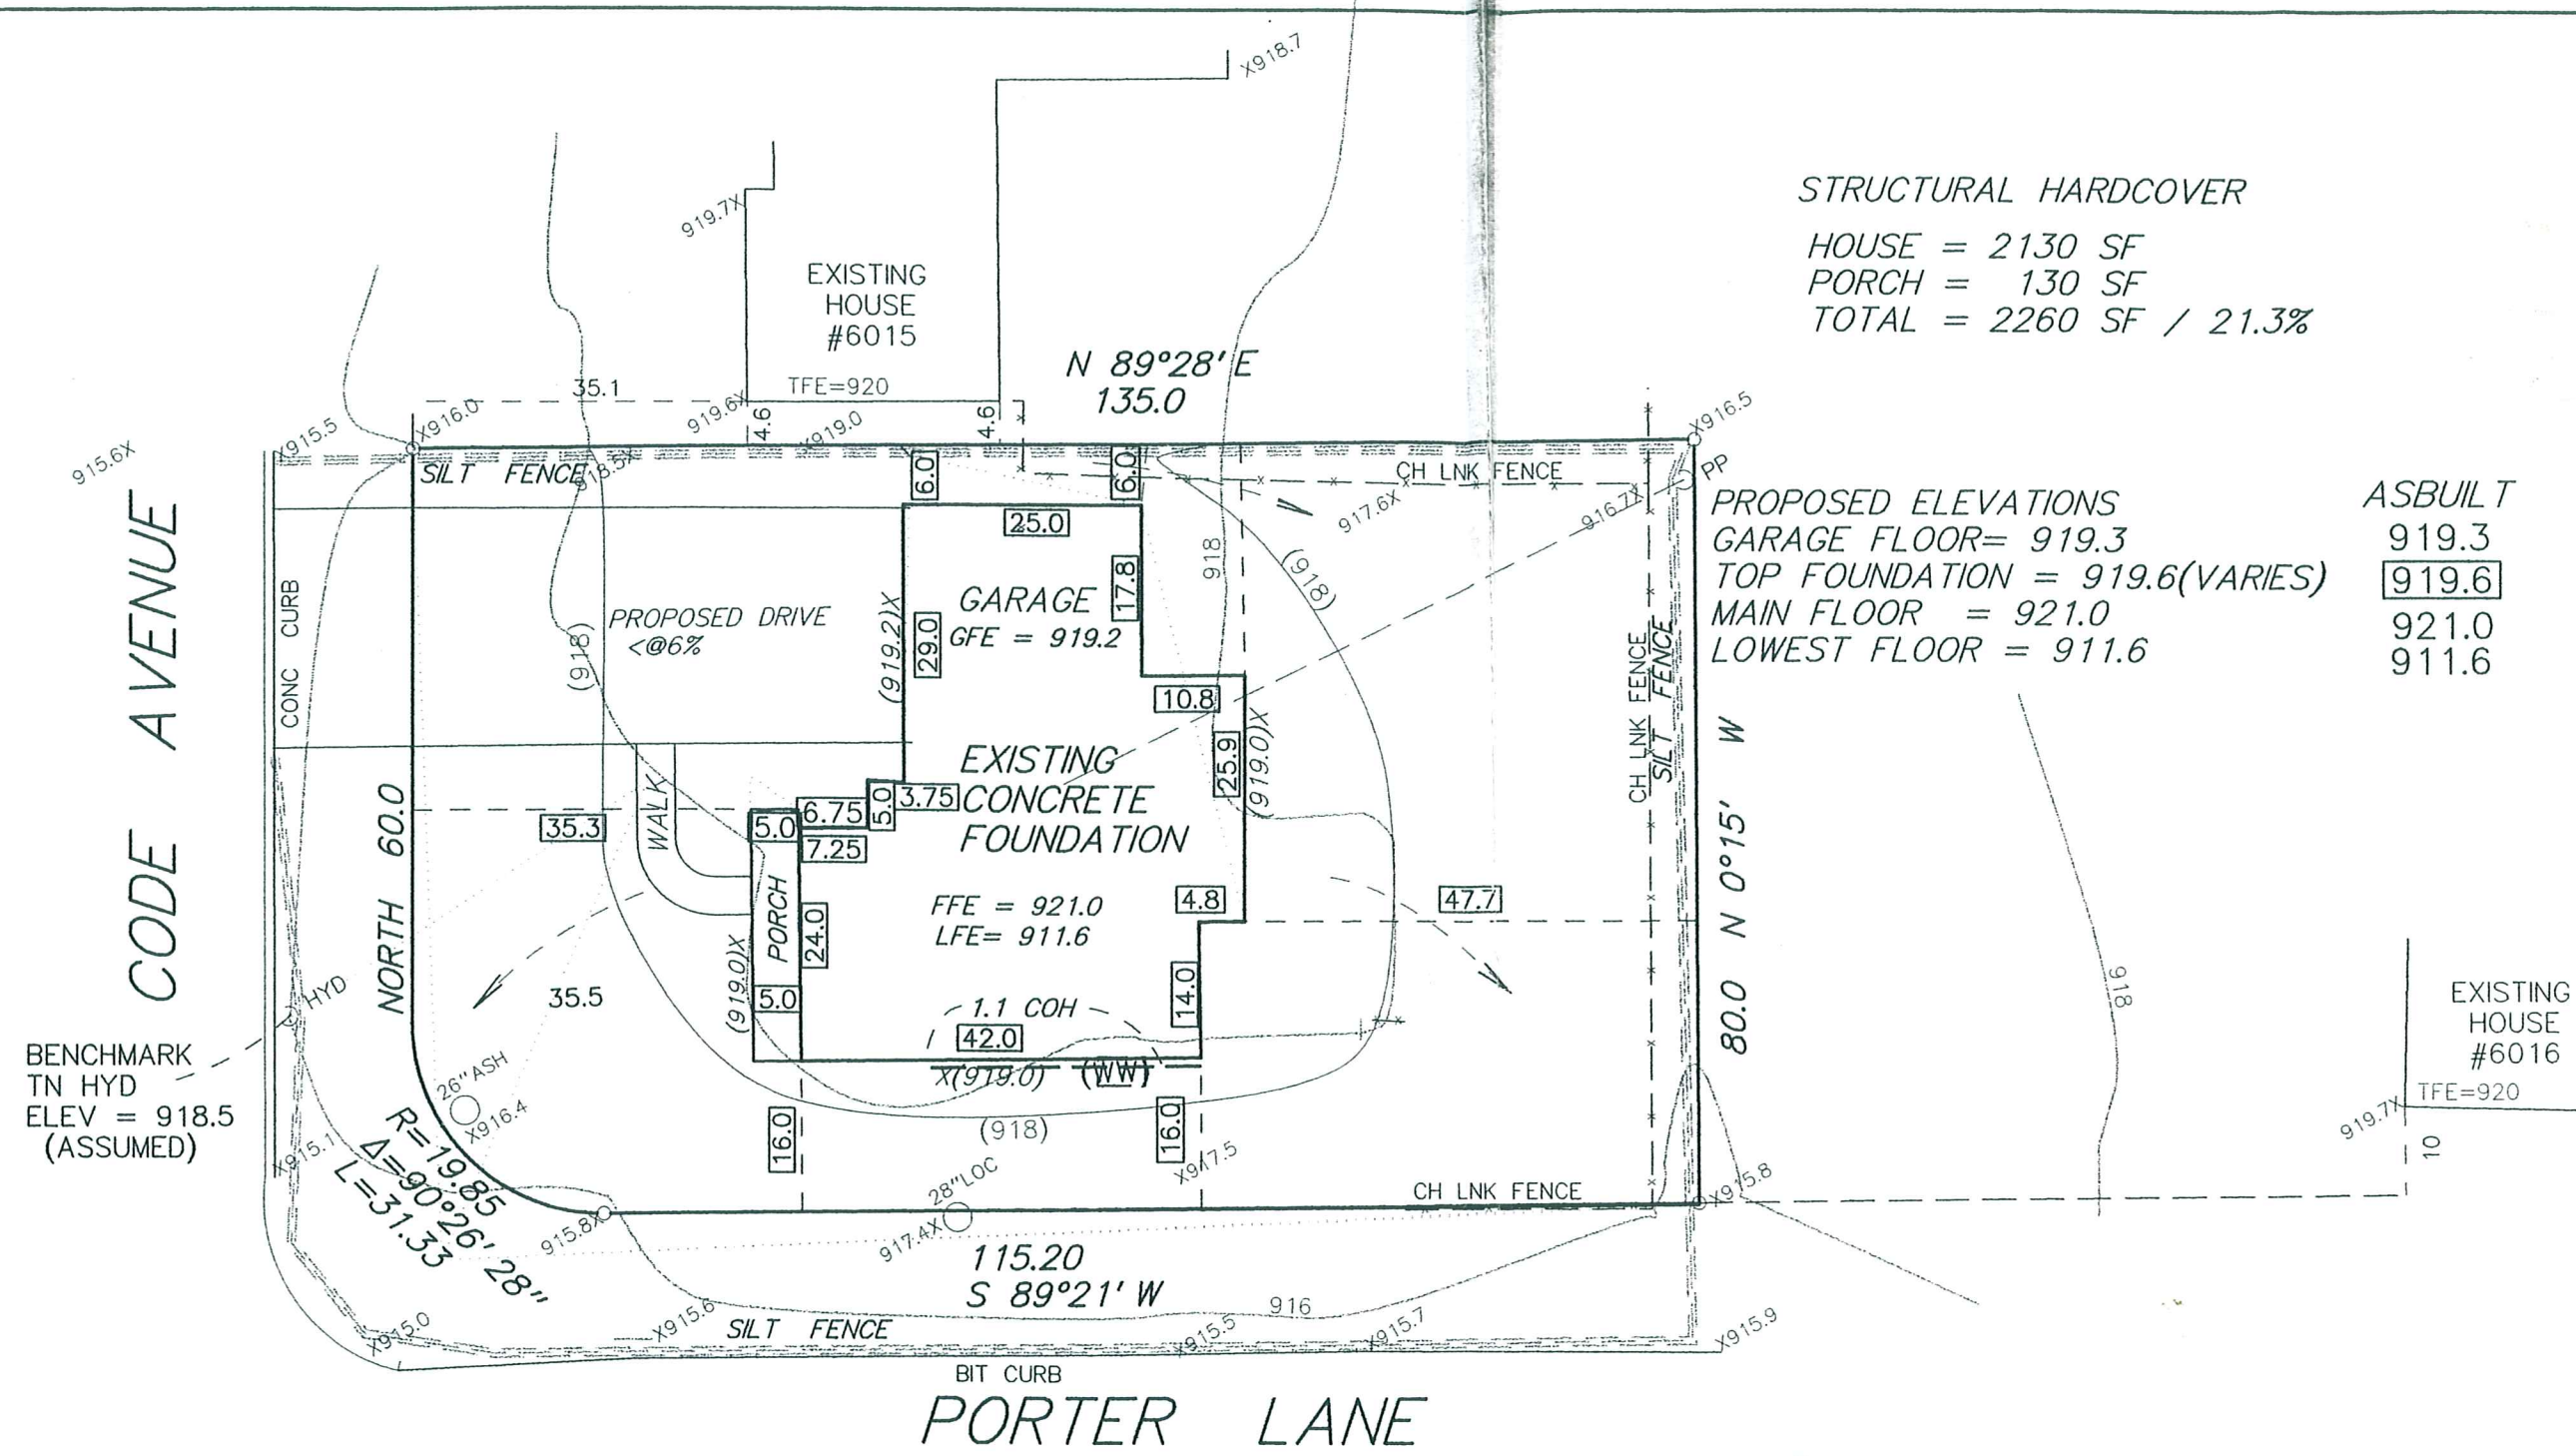 X918.7
919.7X
EXISTING
HOUSE
#6015
TFE=920
35.1
919.6X
4.6
4.6
X919.0
N 89°28' E
135.0
STRUCTURAL HARDCOVER
HOUSE = 2130 SF
PORCH = 130 SF
TOTAL = 2260 SF / 21.3%
X915.5
X916.0
915.6X
SILT FENCE
918.5X
6.0
6.0
CH LNK FENCE
917.6X
916.7X
X916.5
PP
PROPOSED ELEVATIONS
GARAGE FLOOR= 919.3
TOP FOUNDATION = 919.6(VARIES)
MAIN FLOOR = 921.0
LOWEST FLOOR = 911.6
ASBUILT
919.3
919.6
921.0
911.6
CODE AVENUE
CONC CURB
PROPOSED DRIVE
<@6%
(918)
(919.2)X
25.0
29.0
17.8
GARAGE
GFE = 919.2
918
(918)
10.8
25.9
(919.0)X
CH LNK FENCE
SILT FENCE
80.0 N 0°15' W
NORTH 60.0
35.3
WALK
5.0
6.75
5.0
3.75
7.25
EXISTING
CONCRETE
FOUNDATION
FFE = 921.0
LFE= 911.6
4.8
47.7
PORCH
24.0
(919.0)X
5.0
35.5
14.0
1.1 COH
42.0
X(919.0)
(WW)
HYD
BENCHMARK
TN HYD
ELEV = 918.5
(ASSUMED)
26"ASH
X916.4
16.0
16.0
(918)
X917.5
918
EXISTING
HOUSE
#6016
TFE=920
919.7X
10
X915.1
R=19.85
Δ=90°26' 28"
L=31.33
915.8X
28"LOC
917.4X
CH LNK FENCE
X915.8
115.20
S 89°21' W
916
X915.0
X915.6
SILT FENCE
X915.5
X915.7
X915.9
BIT CURB
PORTER LANE